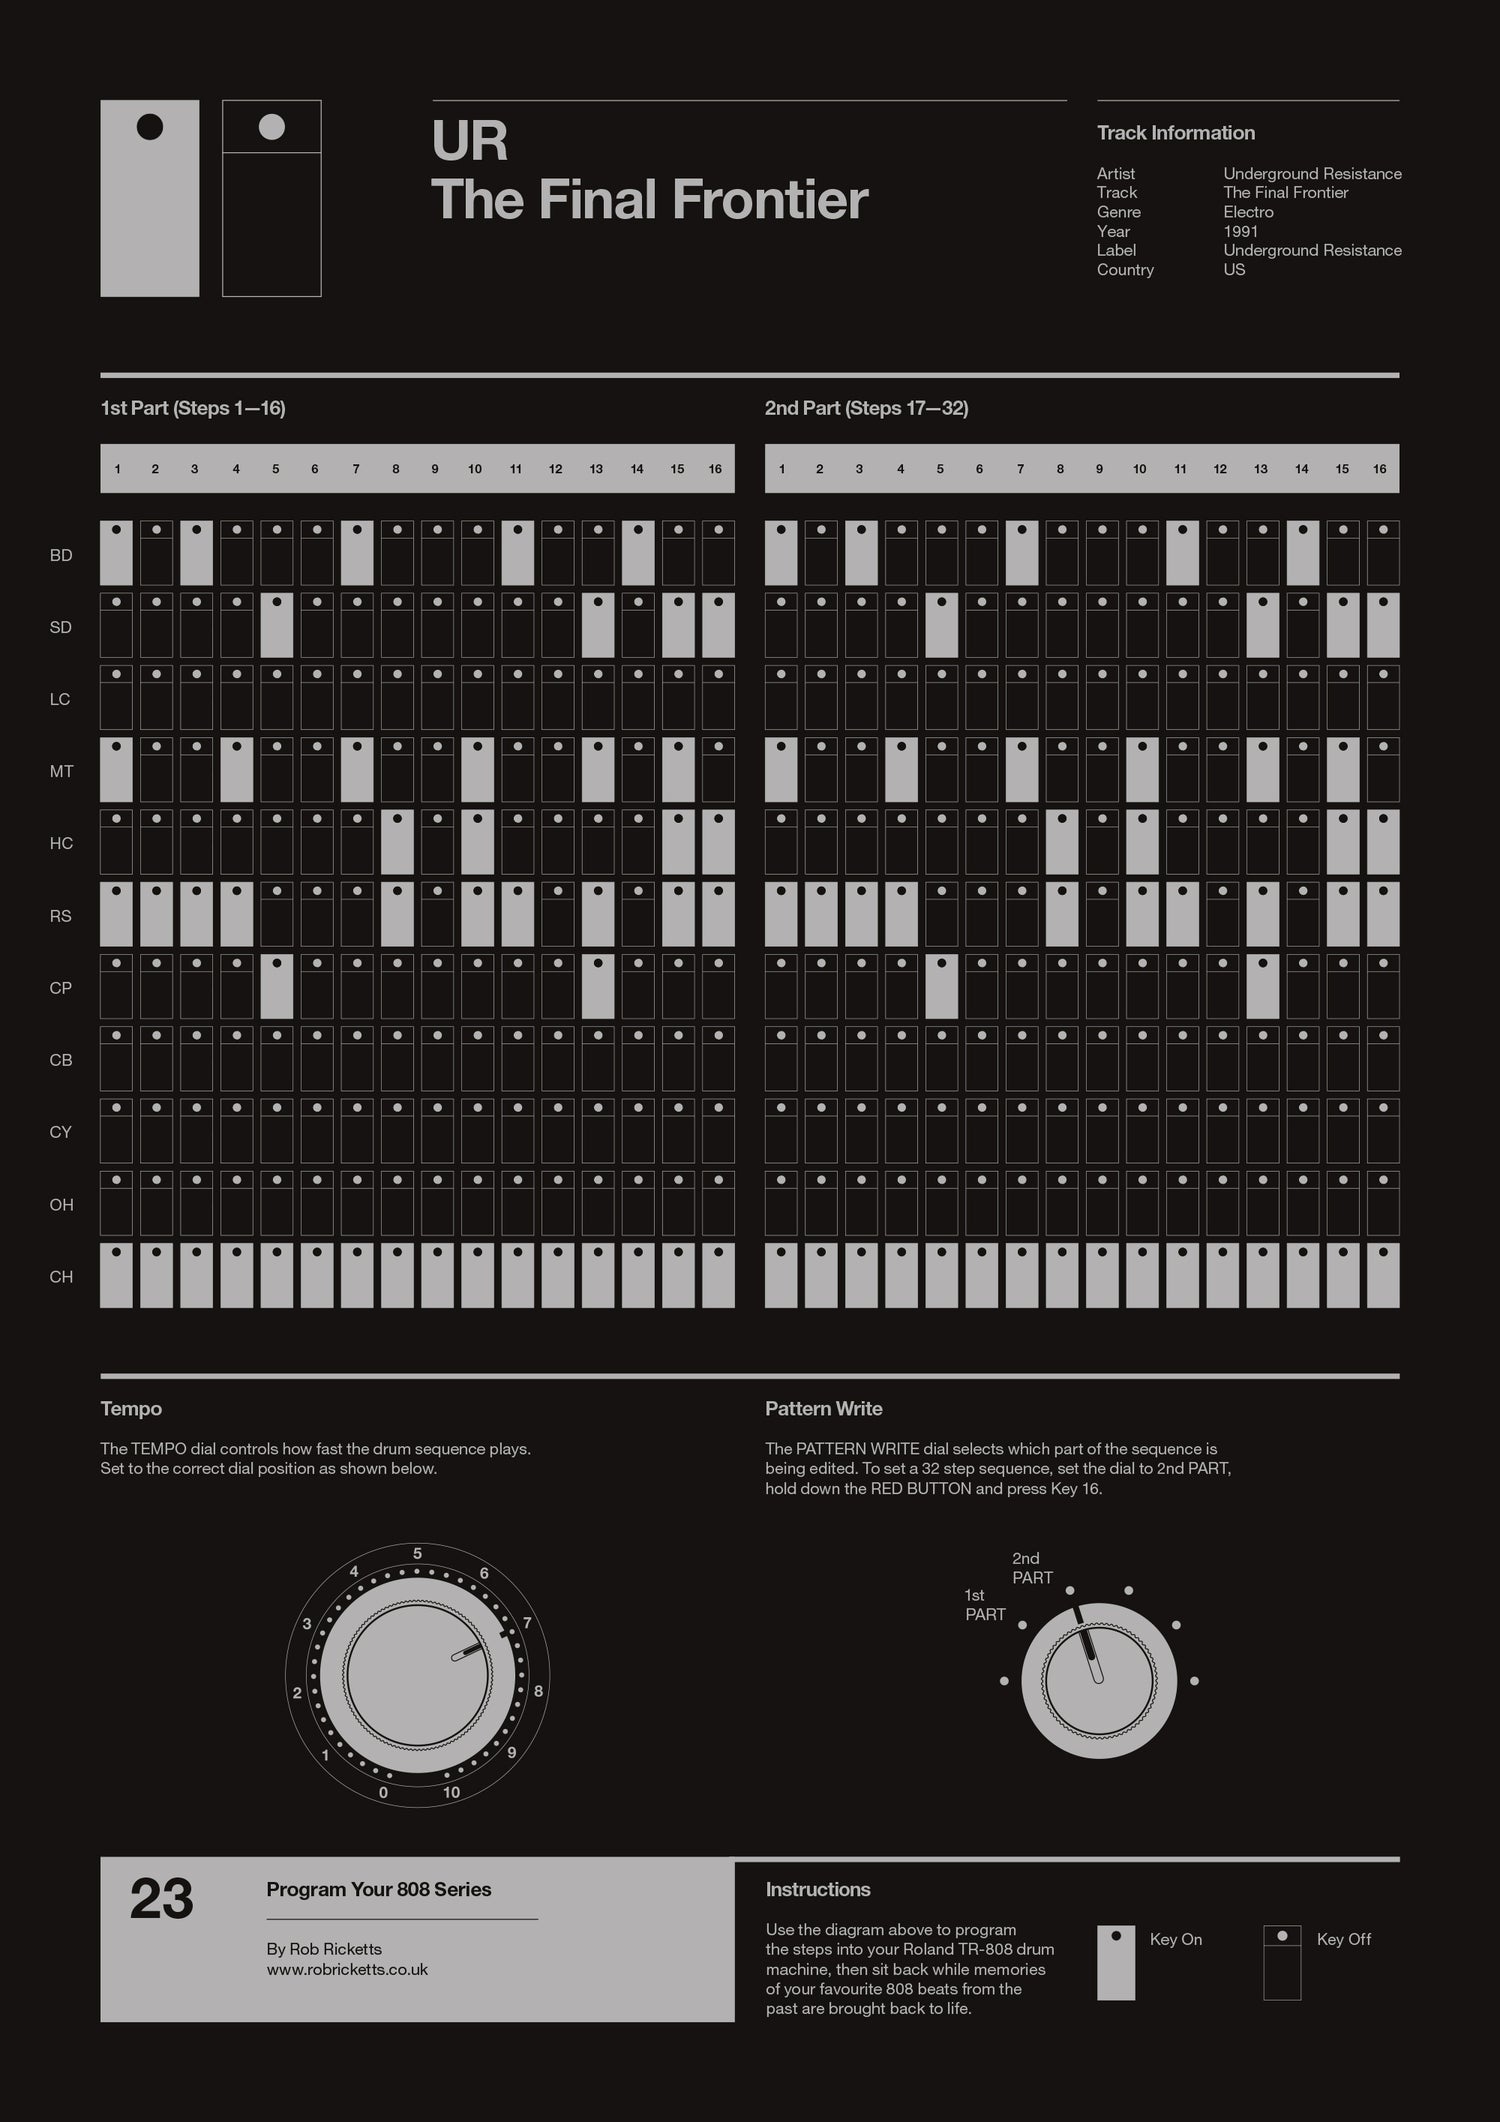 UR
The Final Frontier
Track Information
Artist Underground Resistance
Track The Final Frontier
Genre Electro
Year 1991
Label Underground Resistance
Country US
1st Part (Steps 1—16)
1 2 3 4 5 6 7 8 9 10 11 12 13 14 15 16
2nd Part (Steps 17—32)
1 2 3 4 5 6 7 8 9 10 11 12 13 14 15 16
BD
SD
LC
MT
HC
RS
CP
CB
CY
OH
CH
Tempo
The TEMPO dial controls how fast the drum sequence plays.
Set to the correct dial position as shown below.
0 1 2 3 4 5 6 7 8 9 10
Pattern Write
The PATTERN WRITE dial selects which part of the sequence is
being edited. To set a 32 step sequence, set the dial to 2nd PART,
hold down the RED BUTTON and press Key 16.
2nd
PART
1st
PART
23
Program Your 808 Series
By Rob Ricketts
www.robricketts.co.uk
Instructions
Use the diagram above to program
the steps into your Roland TR-808 drum
machine, then sit back while memories
of your favourite 808 beats from the
past are brought back to life.
Key On
Key Off